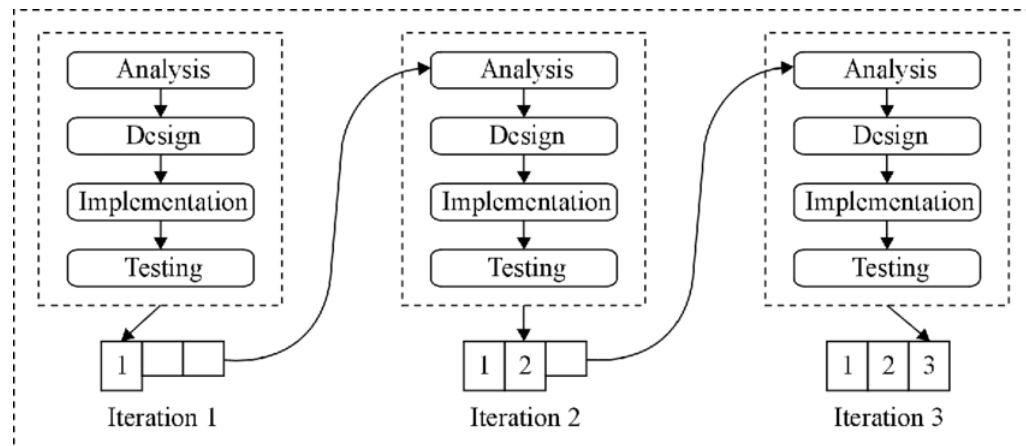 Analysis
Design
Implementation
Testing
1
Iteration 1
Analysis
Design
Implementation
Testing
1 2
Iteration 2
Analysis
Design
Implementation
Testing
1 2 3
Iteration 3